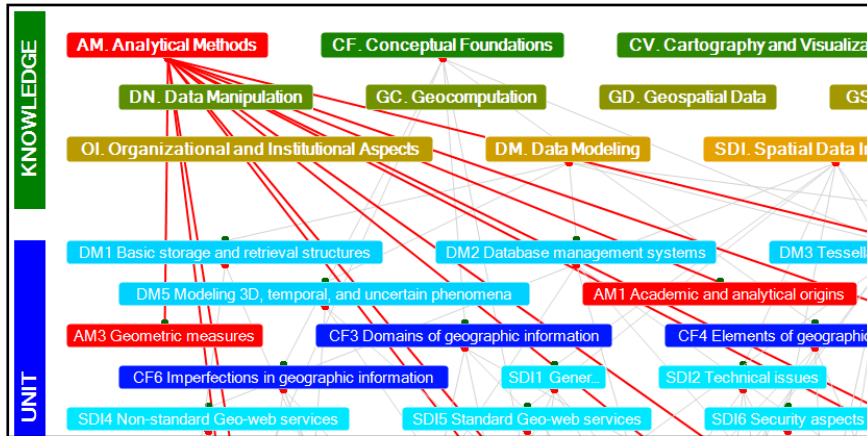 KNOWLEDGE
AM. Analytical Methods
CF. Conceptual Foundations
CV. Cartography and Visualiza
DN. Data Manipulation
GC. Geocomputation
GD. Geospatial Data
GS
OI. Organizational and Institutional Aspects
DM. Data Modeling
SDI. Spatial Data In
UNIT
DM1 Basic storage and retrieval structures
DM2 Database management systems
DM3 Tessella
DM5 Modeling 3D, temporal, and uncertain phenomena
AM1 Academic and analytical origins
AM3 Geometric measures
CF3 Domains of geographic information
CF4 Elements of geographic
CF6 Imperfections in geographic information
SDI1 Gener...
SDI2 Technical issues
SDI4 Non-standard Geo-web services
SDI5 Standard Geo-web services
SDI6 Security aspects